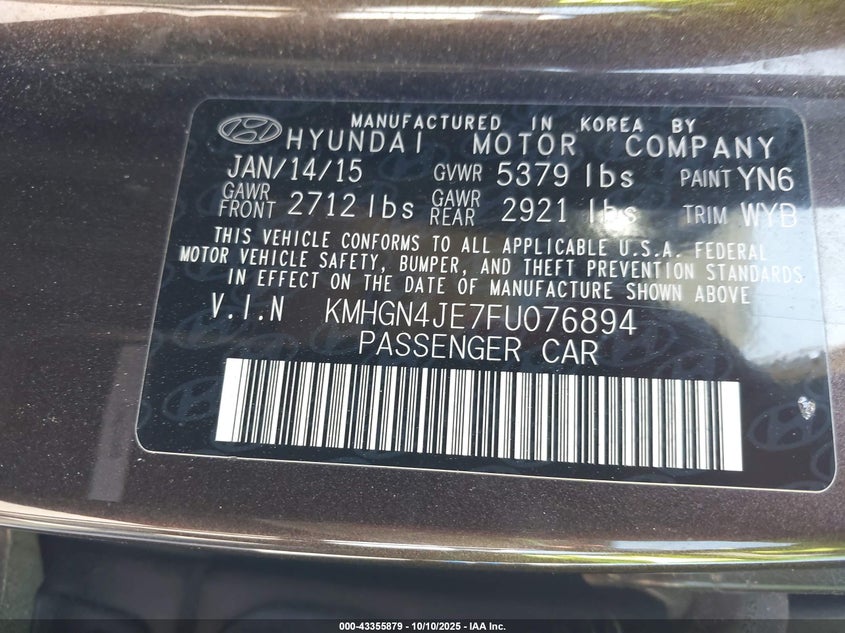 MANUFACTURED IN KOREA BY
HYUNDAI MOTOR COMPANY
JAN/14/15 GVWR 5379 lbs PAINT YN6
GAWR FRONT 2712 lbs GAWR REAR 2921 lbs TRIM WYB
THIS VEHICLE CONFORMS TO ALL APPLICABLE U.S.A. FEDERAL
MOTOR VEHICLE SAFETY, BUMPER, AND THEFT PREVENTION STANDARDS
IN EFFECT ON THE DATE OF MANUFACTURE SHOWN ABOVE
V.I.N KMHGN4JE7FU076894
PASSENGER CAR
000-43355879 - 10/10/2025 - IAA Inc.